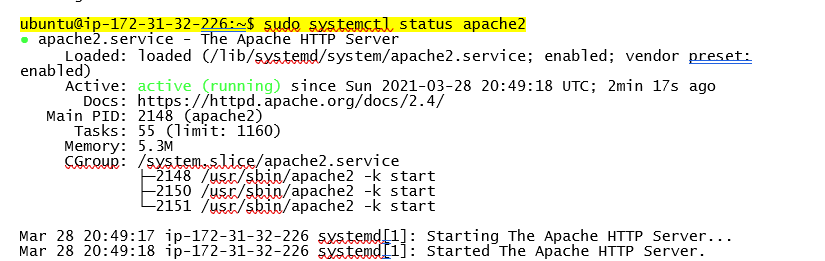 ubuntu@ip-172-31-32-226:~$ sudo systemctl status apache2
● apache2.service - The Apache HTTP Server
Loaded: loaded (/lib/systemd/system/apache2.service; enabled; vendor preset:
enabled)
Active: active (running) since Sun 2021-03-28 20:49:18 UTC; 2min 17s ago
Docs: https://httpd.apache.org/docs/2.4/
Main PID: 2148 (apache2)
Tasks: 55 (limit: 1160)
Memory: 5.3M
CGroup: /system.slice/apache2.service
├─2148 /usr/sbin/apache2 -k start
├─2150 /usr/sbin/apache2 -k start
└─2151 /usr/sbin/apache2 -k start
Mar 28 20:49:17 ip-172-31-32-226 systemd[1]: Starting The Apache HTTP Server...
Mar 28 20:49:18 ip-172-31-32-226 systemd[1]: Started The Apache HTTP Server.